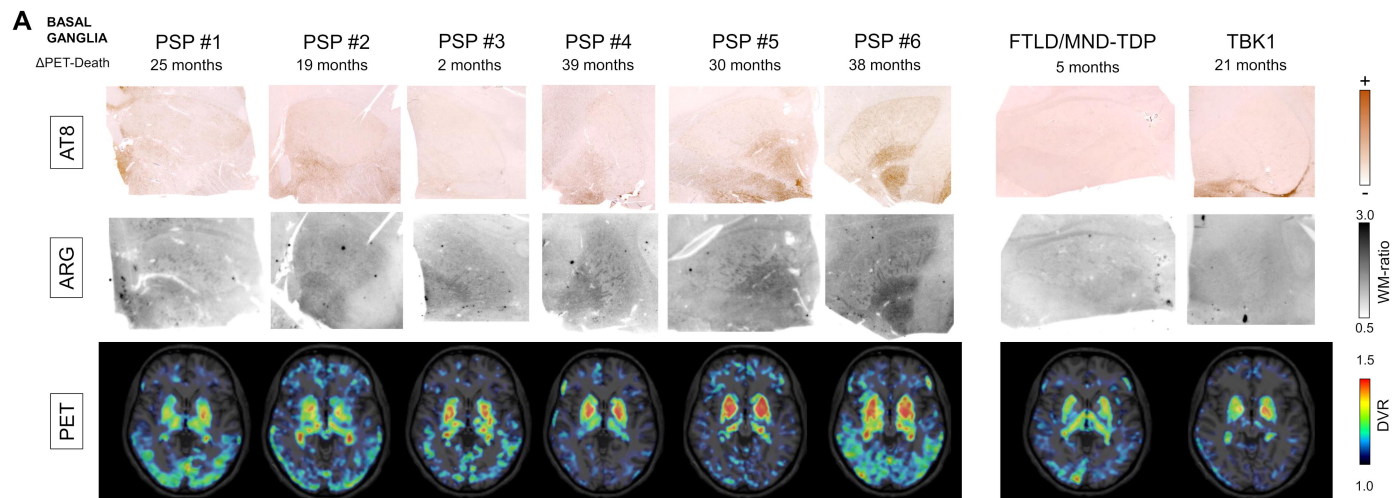 A
BASAL
GANGLIA
PSP #1
PSP #2
PSP #3
PSP #4
PSP #5
PSP #6
FTLD/MND-TDP
TBK1
ΔPET-Death
25 months
19 months
2 months
39 months
30 months
38 months
5 months
21 months
AT8
+
-
ARG
3.0
WM-ratio
0.5
PET
1.5
DVR
1.0